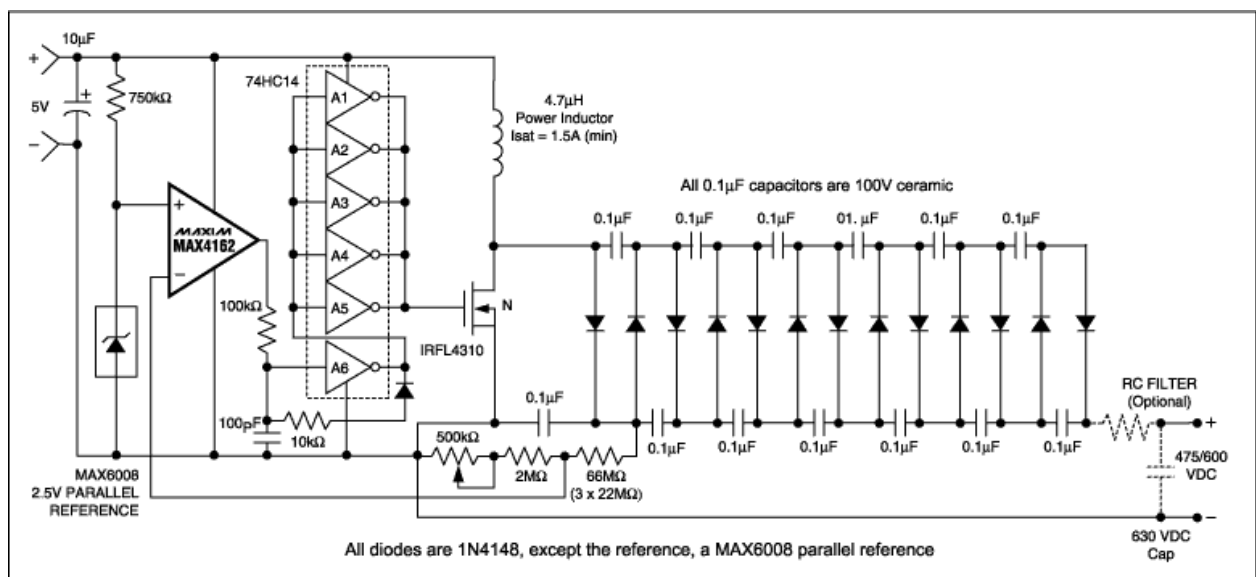 10μF
+
5V
+
−
750kΩ
74HC14
A1
A2
A3
A4
A5
A6
4.7μH
Power Inductor
Isat = 1.5A (min)
All 0.1μF capacitors are 100V ceramic
0.1μF
0.1μF
0.1μF
01. μF
0.1μF
0.1μF
+
MAXIM
MAX4162
−
100kΩ
N
IRFL4310
100pF
10kΩ
0.1μF
500kΩ
2MΩ
66MΩ
(3 x 22MΩ)
0.1μF
0.1μF
0.1μF
0.1μF
0.1μF
0.1μF
RC FILTER
(Optional)
+
475/600
VDC
−
630 VDC
Cap
MAX6008
2.5V PARALLEL
REFERENCE
All diodes are 1N4148, except the reference, a MAX6008 parallel reference